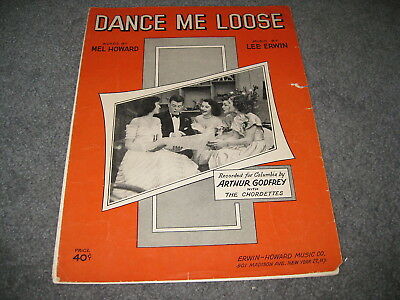 DANCE ME LOOSE
WORDS BY
MEL HOWARD
MUSIC BY
LEE ERWIN
Recorded for Columbia by
ARTHUR GODFREY
WITH
THE CHORDETTES
PRICE
40¢
ERWIN-HOWARD MUSIC CO.
501 MADISON AVE., NEW YORK 22, N.Y.